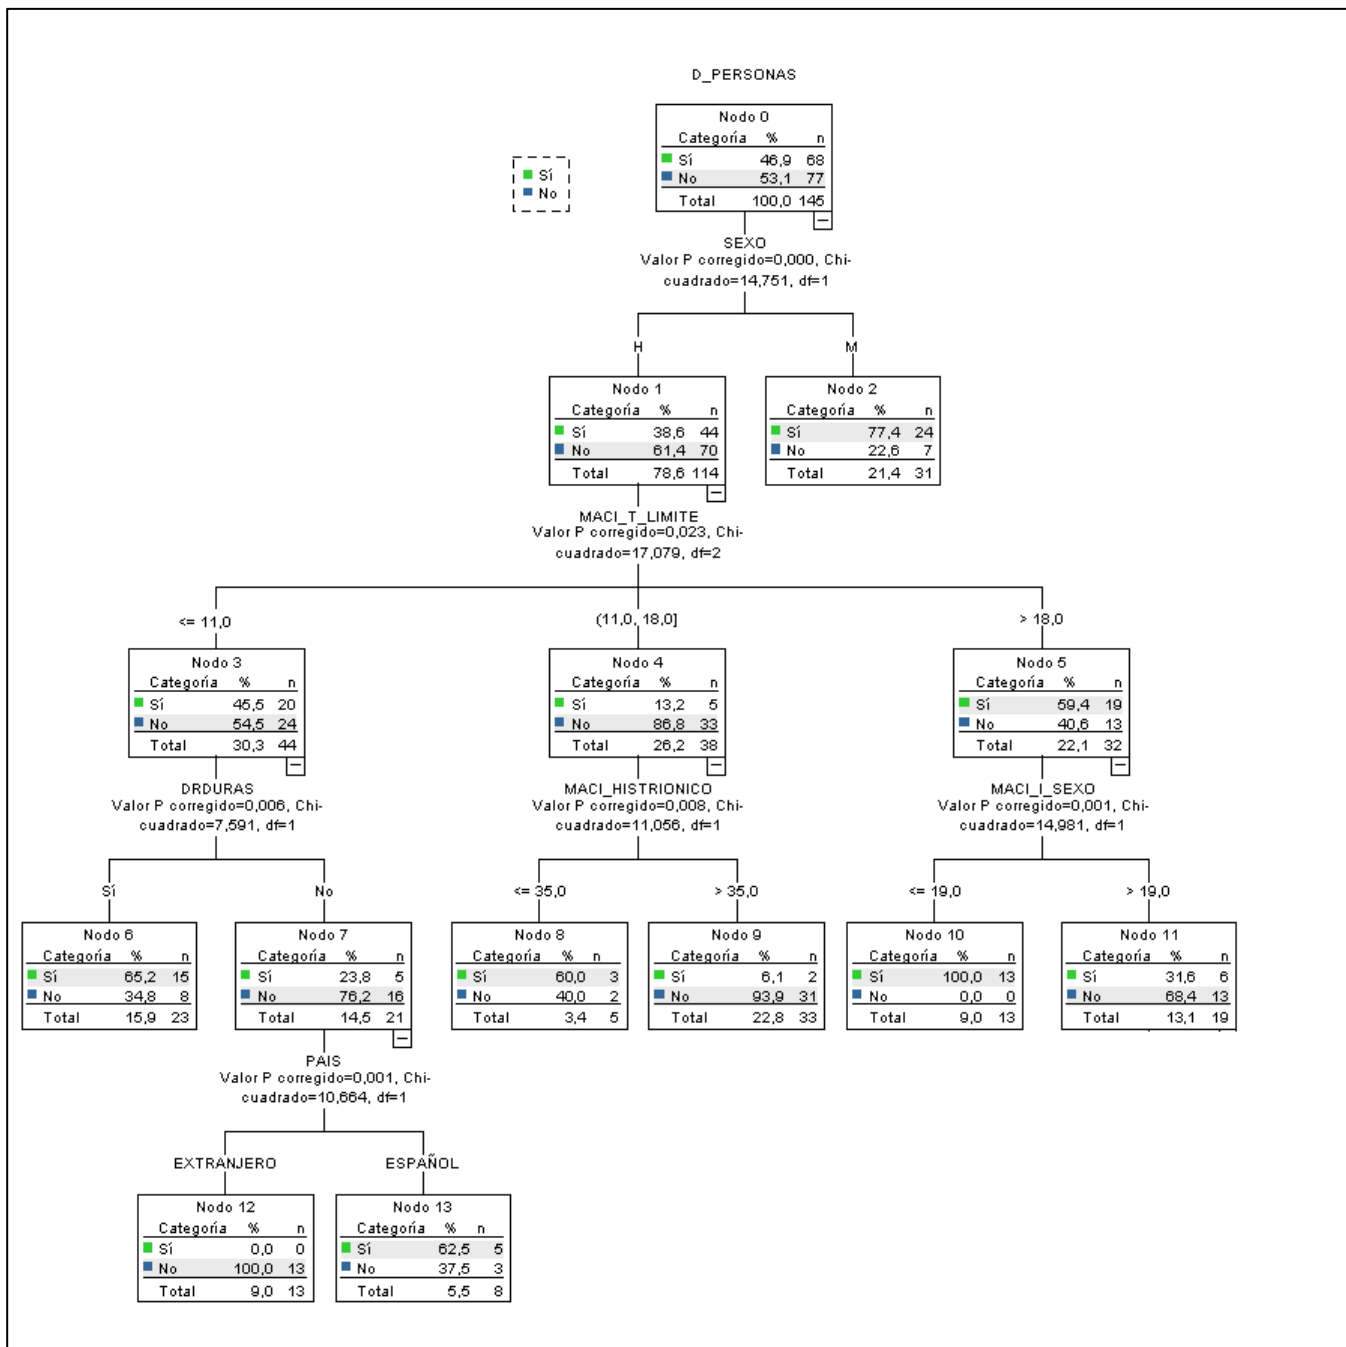 D_PERSONAS
Nodo 0
Categoría % n
Sí 46,9 68
No 53,1 77
Total 100,0 145
Sí
No
SEXO
Valor P corregido=0,000, Chi-
cuadrado=14,751, df=1
H
M
Nodo 1
Categoría % n
Sí 38,6 44
No 61,4 70
Total 78,6 114
Nodo 2
Categoría % n
Sí 77,4 24
No 22,6 7
Total 21,4 31
MACI_T_LIMITE
Valor P corregido=0,023, Chi-
cuadrado=17,079, df=2
<= 11,0
(11,0, 18,0]
> 18,0
Nodo 3
Categoría % n
Sí 45,5 20
No 54,5 24
Total 30,3 44
Nodo 4
Categoría % n
Sí 13,2 5
No 86,8 33
Total 26,2 38
Nodo 5
Categoría % n
Sí 59,4 19
No 40,6 13
Total 22,1 32
DRDURAS
Valor P corregido=0,006, Chi-
cuadrado=7,591, df=1
MACI_HISTRIONICO
Valor P corregido=0,008, Chi-
cuadrado=11,056, df=1
MACI_I_SEXO
Valor P corregido=0,001, Chi-
cuadrado=14,981, df=1
Sí
No
<= 35,0
> 35,0
<= 19,0
> 19,0
Nodo 6
Categoría % n
Sí 65,2 15
No 34,8 8
Total 15,9 23
Nodo 7
Categoría % n
Sí 23,8 5
No 76,2 16
Total 14,5 21
Nodo 8
Categoría % n
Sí 60,0 3
No 40,0 2
Total 3,4 5
Nodo 9
Categoría % n
Sí 6,1 2
No 93,9 31
Total 22,8 33
Nodo 10
Categoría % n
Sí 100,0 13
No 0,0 0
Total 9,0 13
Nodo 11
Categoría % n
Sí 31,6 6
No 68,4 13
Total 13,1 19
PAIS
Valor P corregido=0,001, Chi-
cuadrado=10,664, df=1
EXTRANJERO
ESPAÑOL
Nodo 12
Categoría % n
Sí 0,0 0
No 100,0 13
Total 9,0 13
Nodo 13
Categoría % n
Sí 62,5 5
No 37,5 3
Total 5,5 8